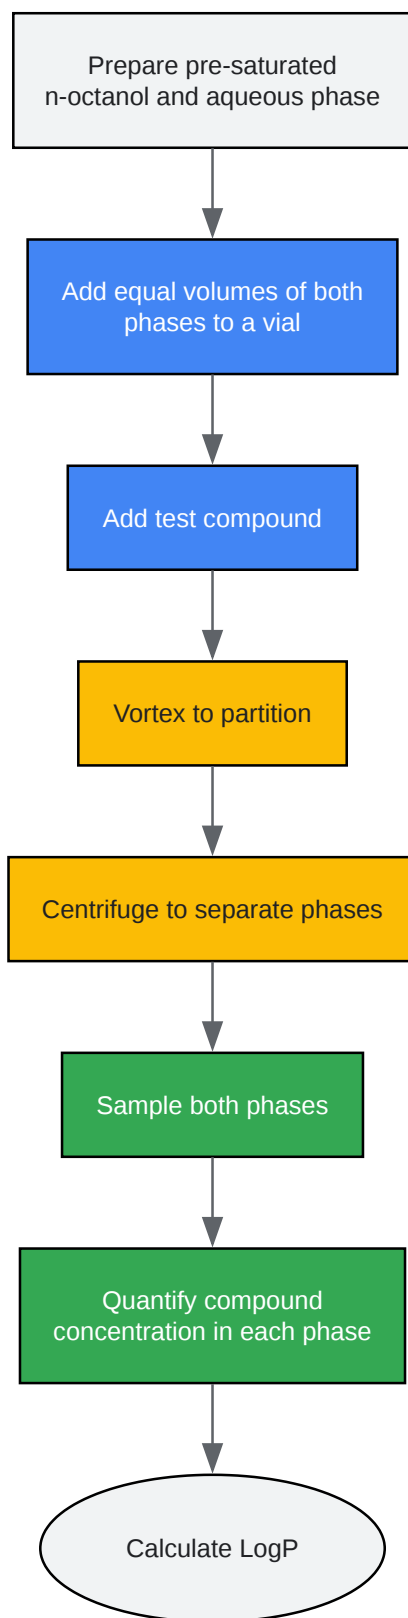 Prepare pre-saturated
n-octanol and aqueous phase
Add equal volumes of both
phases to a vial
Add test compound
Vortex to partition
Centrifuge to separate phases
Sample both phases
Quantify compound
concentration in each phase
Calculate LogP